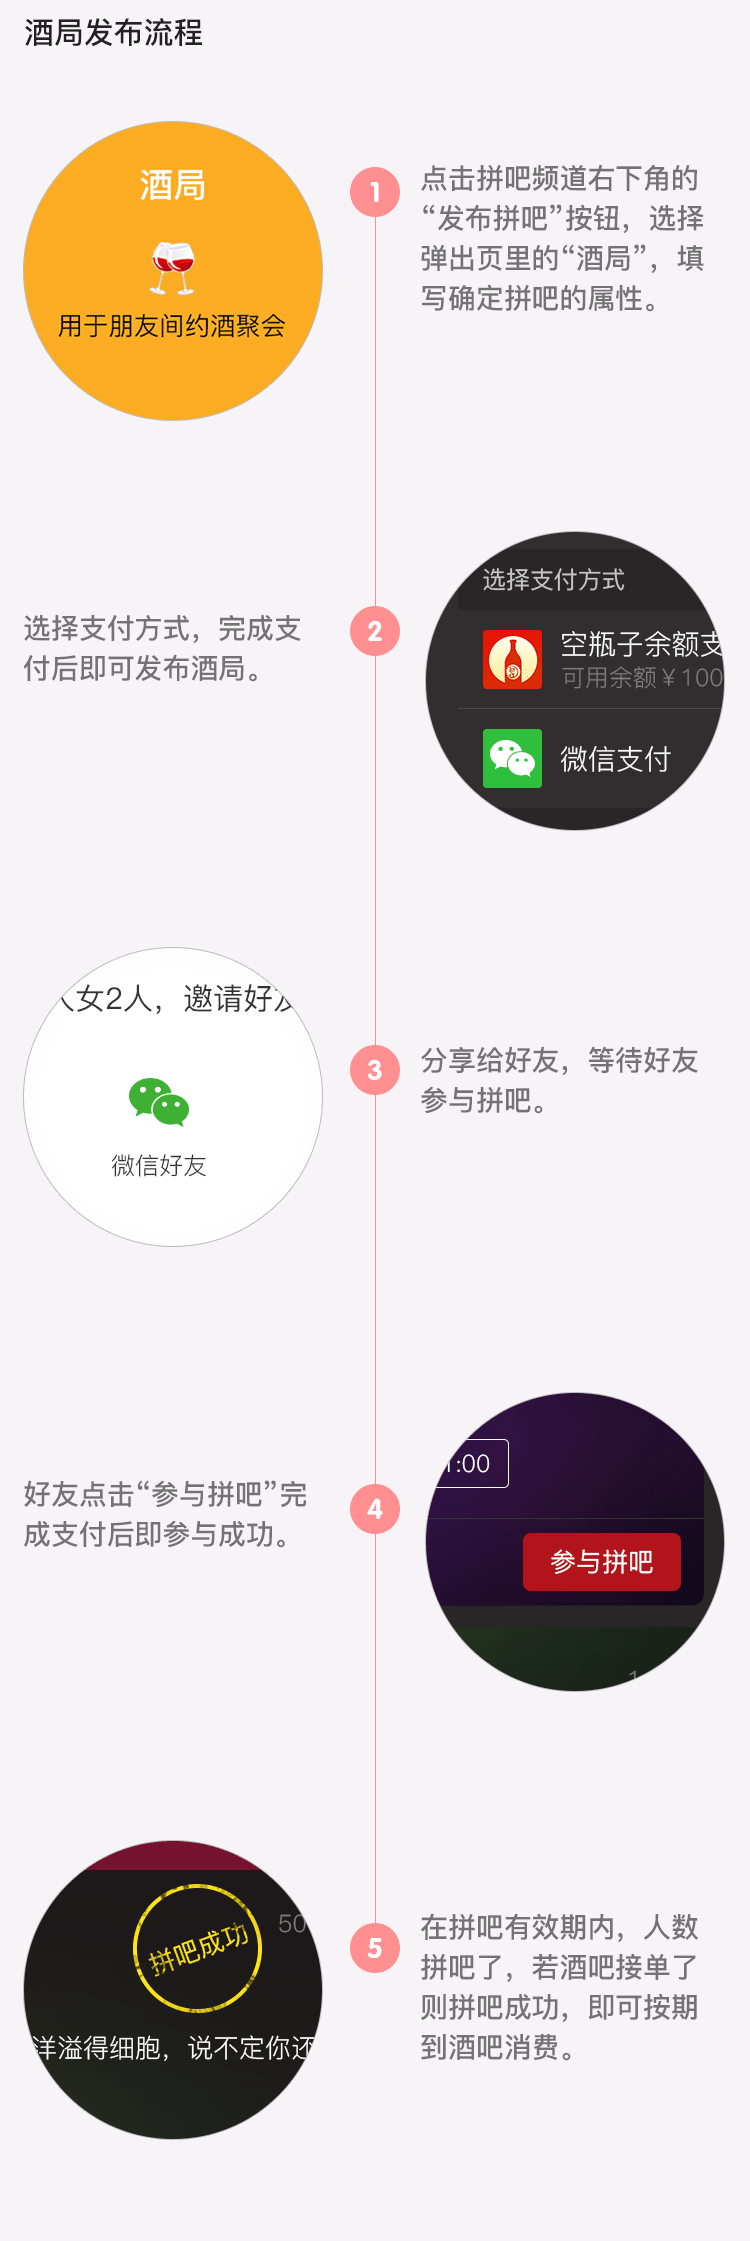 酒局发布流程
酒局
用于朋友间约酒聚会
1
点击拼吧频道右下角的
“发布拼吧”按钮，选择
弹出页里的“酒局”，填
写确定拼吧的属性。
选择支付方式，完成支
付后即可发布酒局。
2
选择支付方式
空瓶子余额支
可用余额￥100
微信支付
人女2人，邀请好友
微信好友
3
分享给好友，等待好友
参与拼吧。
好友点击“参与拼吧”完
成支付后即参与成功。
4
1:00
参与拼吧
1
拼吧成功
50
洋溢得细胞，说不定你还
5
在拼吧有效期内，人数
拼吧了，若酒吧接单了
则拼吧成功，即可按期
到酒吧消费。